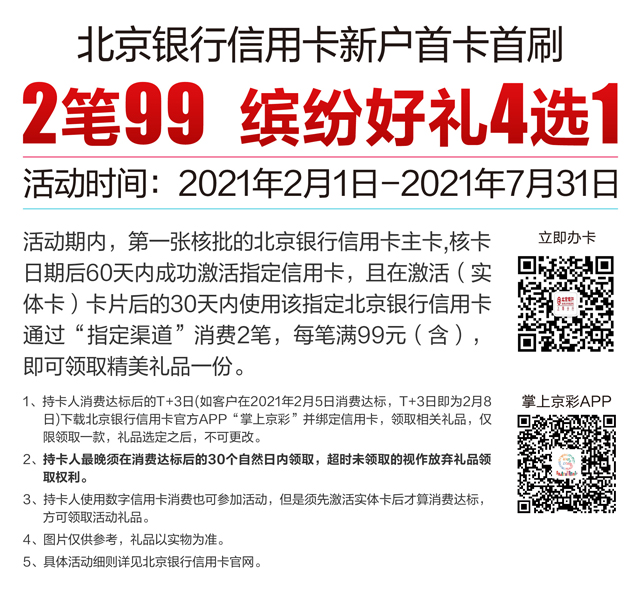 北京银行信用卡新户首卡首刷
2笔99 缤纷好礼4选1
活动时间：2021年2月1日-2021年7月31日
活动期内，第一张核批的北京银行信用卡主卡,核卡
日期后60天内成功激活指定信用卡，且在激活（实
体卡）卡片后的30天内使用该指定北京银行信用卡
通过“指定渠道”消费2笔，每笔满99元（含），
即可领取精美礼品一份。
立即办卡
掌上京彩APP
1、持卡人消费达标后的T+3日(如客户在2021年2月5日消费达标，T+3日即为2月8
日)下载北京银行信用卡官方APP“掌上京彩”并绑定信用卡，领取相关礼品，仅
限领取一款，礼品选定之后，不可更改。
2、持卡人最晚须在消费达标后的30个自然日内领取，超时未领取的视作放弃礼品领
取权利。
3、持卡人使用数字信用卡消费也可参加活动，但是须先激活实体卡后才算消费达标，
方可领取活动礼品。
4、图片仅供参考，礼品以实物为准。
5、具体活动细则详见北京银行信用卡官网。